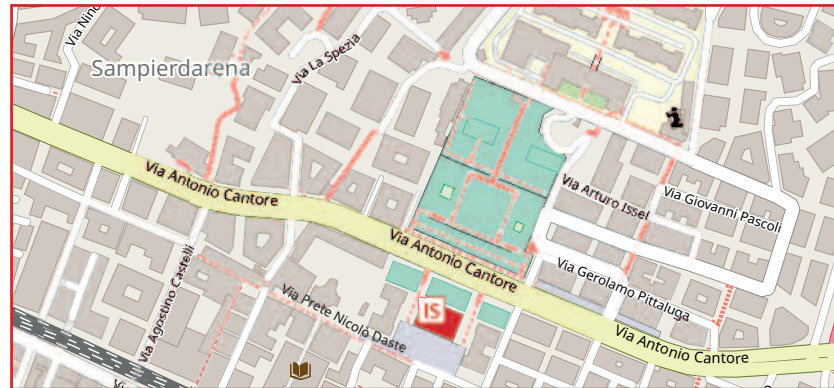 Via Nino
Sampierdarena
Via La Spezia
Via Antonio Cantore
Via Arturo Issel
Via Giovanni Pascoli
Via Antonio Cantore
Via Agostino Castelli
Via Gerolamo Pittaluga
Via Prete Nicolò Daste
IS
Via Antonio Cantore